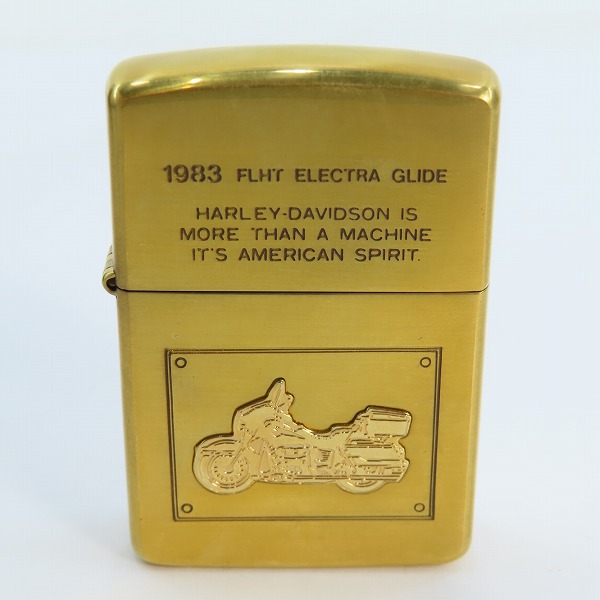 1983 FLHT ELECTRA GLIDE
HARLEY-DAVIDSON IS
MORE THAN A MACHINE
IT'S AMERICAN SPIRIT.